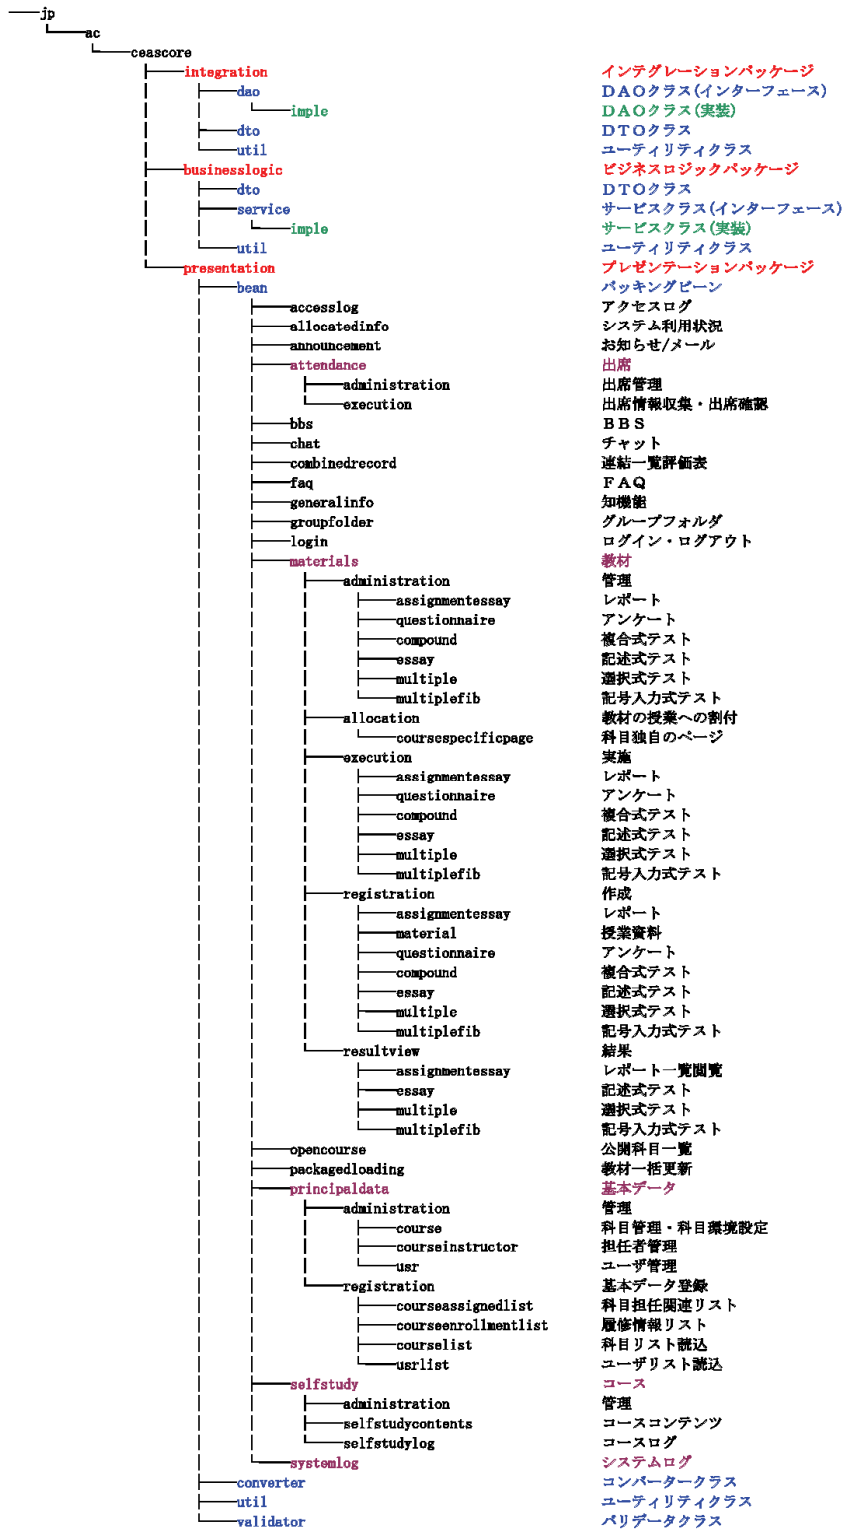 jp
ac
ceascore
integration インテグレーションパッケージ
dao ＤＡＯクラス(インターフェース)
imple ＤＡＯクラス(実装)
dto ＤＴＯクラス
util ユーティリティクラス
businesslogic ビジネスロジックパッケージ
dto ＤＴＯクラス
service サービスクラス(インターフェース)
imple サービスクラス(実装)
util ユーティリティクラス
presentation プレゼンテーションパッケージ
bean バッキングビーン
accesslog アクセスログ
allocatedinfo システム利用状況
announcement お知らせ/メール
attendance 出席
administration 出席管理
execution 出席情報収集・出席確認
bbs ＢＢＳ
chat チャット
combinedrecord 連結一覧評価表
faq ＦＡＱ
generalinfo 知機能
groupfolder グループフォルダ
login ログイン・ログアウト
materials 教材
administration 管理
assignmentessay レポート
questionnaire アンケート
compound 複合式テスト
essay 記述式テスト
multiple 選択式テスト
multiplefib 記号入力式テスト
allocation 教材の授業への割付
coursespecificpage 科目独自のページ
execution 実施
assignmentessay レポート
questionnaire アンケート
compound 複合式テスト
essay 記述式テスト
multiple 選択式テスト
multiplefib 記号入力式テスト
registration 作成
assignmentessay レポート
material 授業資料
questionnaire アンケート
compound 複合式テスト
essay 記述式テスト
multiple 選択式テスト
multiplefib 記号入力式テスト
resultview 結果
assignmentessay レポート一覧閲覧
essay 記述式テスト
multiple 選択式テスト
multiplefib 記号入力式テスト
opencourse 公開科目一覧
packagedloading 教材一括更新
principaldata 基本データ
administration 管理
course 科目管理・科目環境設定
courseinstructor 担任者管理
usr ユーザ管理
registration 基本データ登録
courseassignedlist 科目担任関連リスト
courseenrollmentlist 履修情報リスト
courselist 科目リスト読込
usrlist ユーザリスト読込
selfstudy コース
administration 管理
selfstudycontents コースコンテンツ
selfstudylog コースログ
systemlog システムログ
converter コンバータークラス
util ユーティリティクラス
validator バリデータクラス